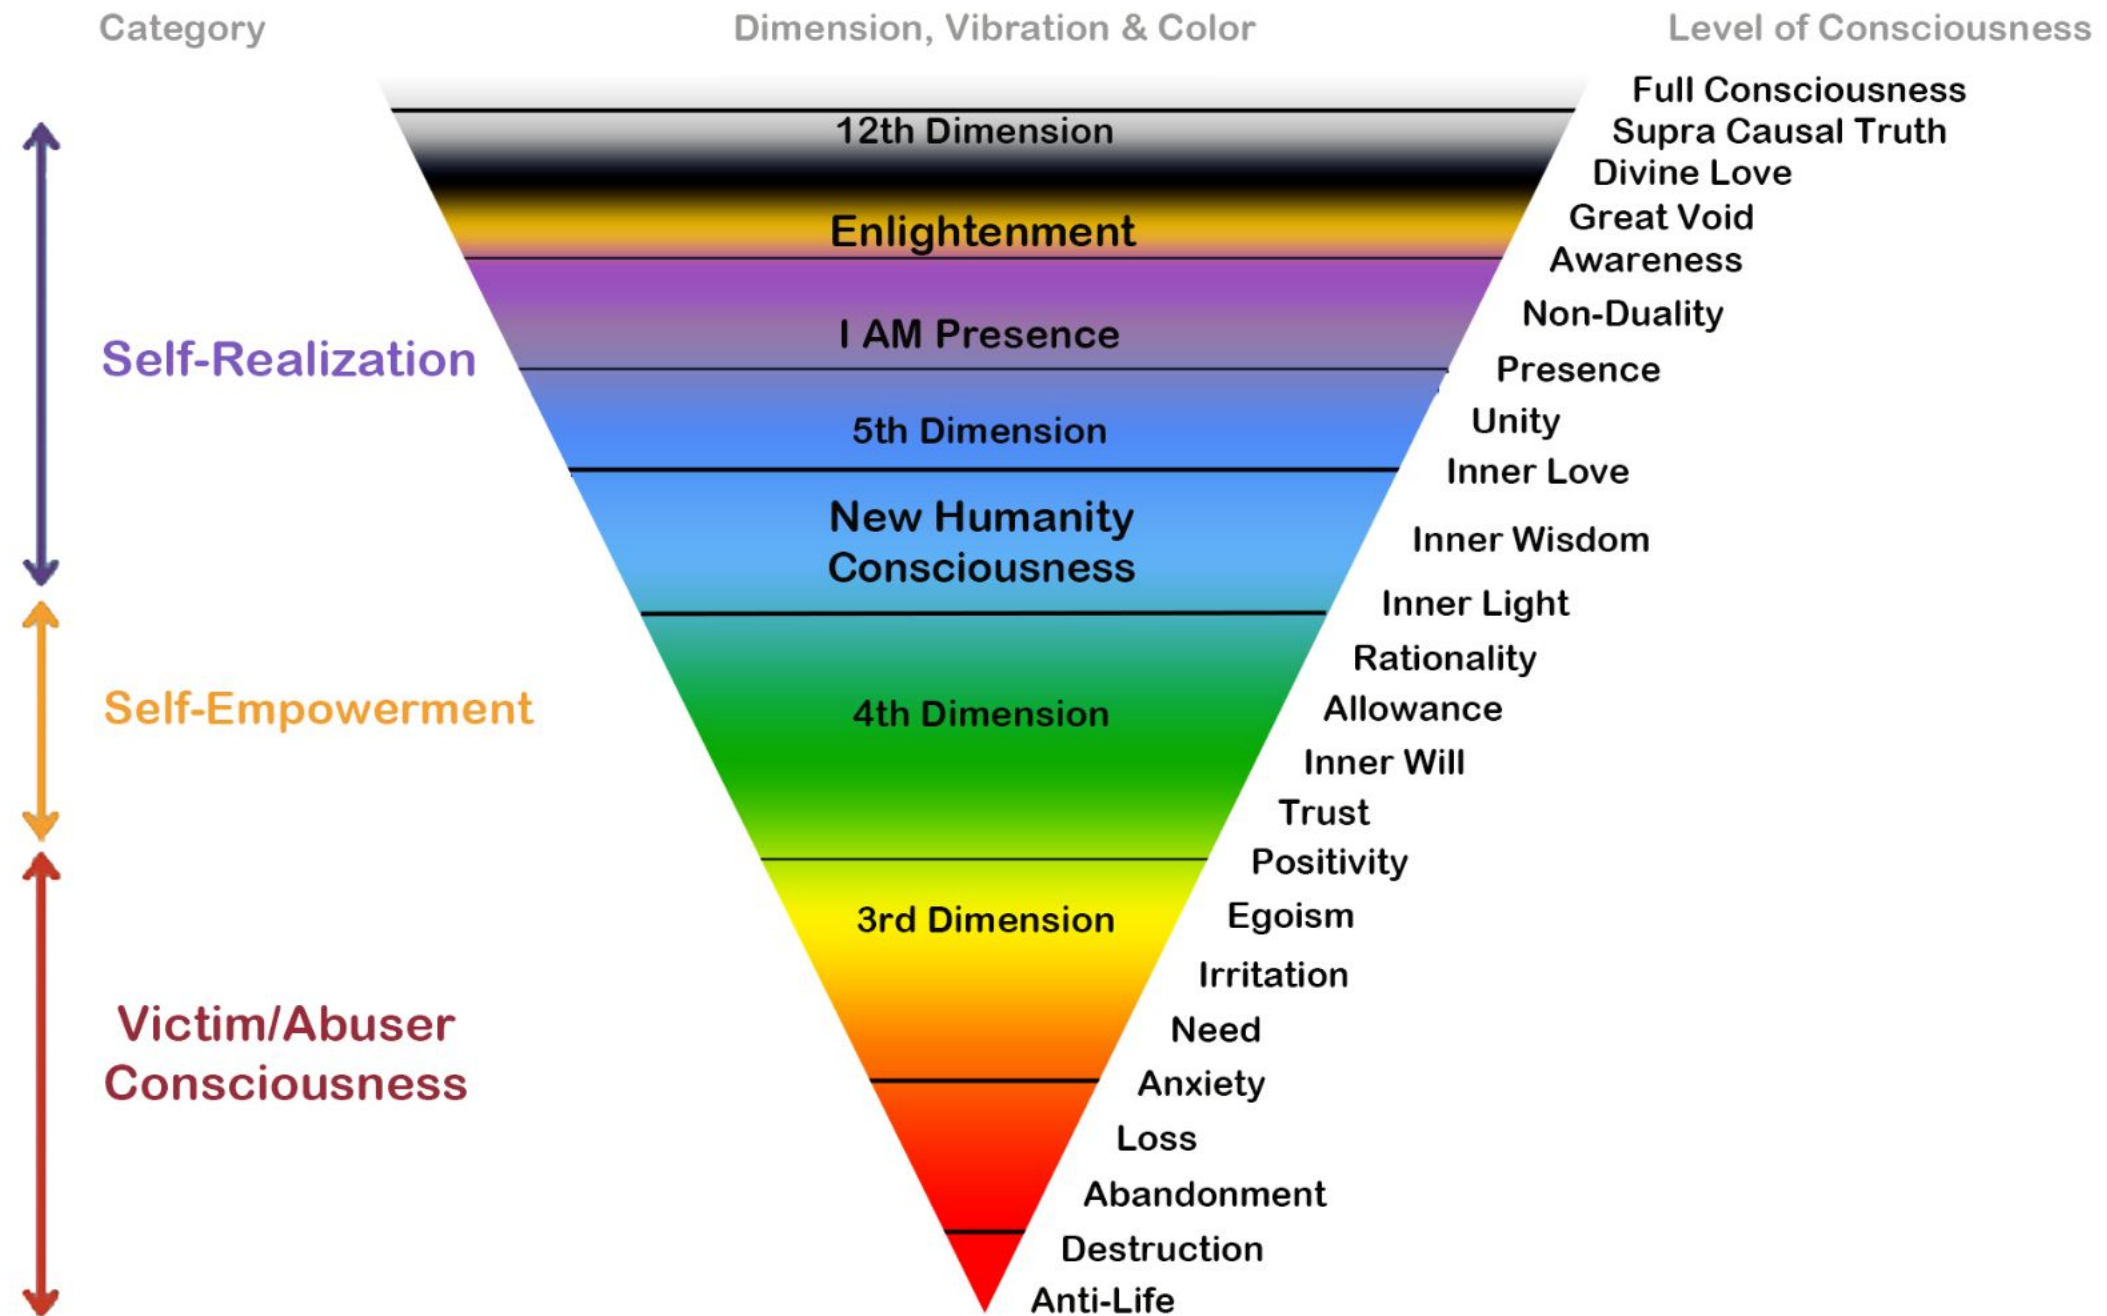 Category
Dimension, Vibration & Color
Level of Consciousness
Self-Realization
Self-Empowerment
Victim/Abuser
Consciousness
12th Dimension
Enlightenment
I AM Presence
5th Dimension
New Humanity
Consciousness
4th Dimension
3rd Dimension
Full Consciousness
Supra Causal Truth
Divine Love
Great Void
Awareness
Non-Duality
Presence
Unity
Inner Love
Inner Wisdom
Inner Light
Rationality
Allowance
Inner Will
Trust
Positivity
Egoism
Irritation
Need
Anxiety
Loss
Abandonment
Destruction
Anti-Life